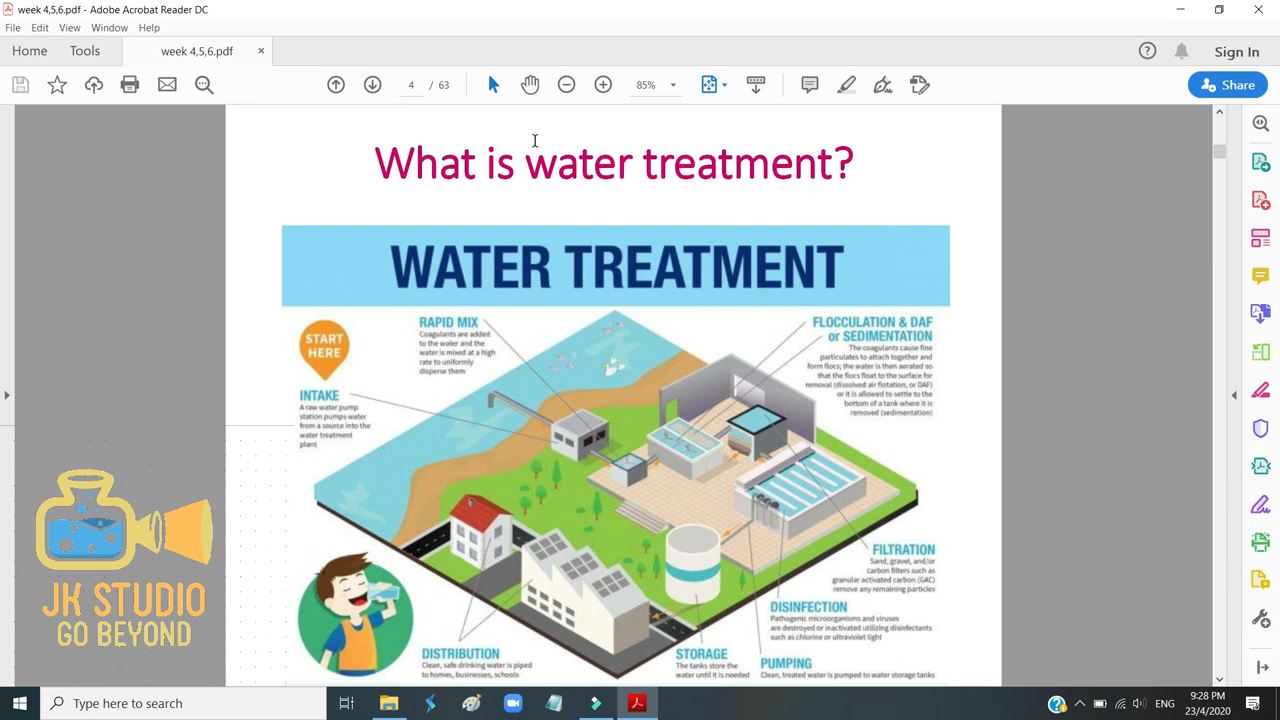 week 4,5,6.pdf - Adobe Acrobat Reader DC
File Edit View Window Help
Home Tools week 4,5,6.pdf × Sign In
4 / 63 85% Share
What is water treatment?
WATER TREATMENT
START
HERE
INTAKE
A raw water pump
station pumps water
from a source into the
water treatment
plant
RAPID MIX
Coagulants are added
to the water and the
water is mixed at a high
rate to uniformly
disperse them
FLOCCULATION & DAF
or SEDIMENTATION
The coagulants cause fine
particulates to attach together and
form flocs; the water is then aerated so
that the flocs float to the surface for
removal (dissolved air flotation, or DAF)
or it is allowed to settle to the
bottom of a tank where it is
removed (sedimentation)
FILTRATION
Sand, gravel, and/or
carbon filters such as
granular activated carbon (GAC)
remove any remaining particles
DISINFECTION
Pathogenic microorganisms and viruses
are destroyed or inactivated utilizing disinfectants
such as chlorine or ultraviolet light
PUMPING
Clean, treated water is pumped to water storage tanks
STORAGE
The tanks store the
water until it is needed
DISTRIBUTION
Clean, safe drinking water is piped
to homes, businesses, schools
JK STUDIO
Type here to search
ENG
9:28 PM
23/4/2020